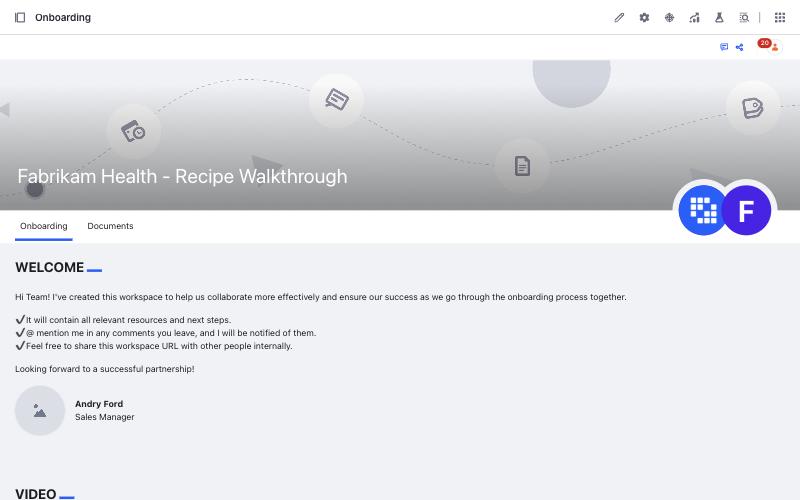 Onboarding
20
Fabrikam Health - Recipe Walkthrough
F
Onboarding
Documents
WELCOME
Hi Team! I've created this workspace to help us collaborate more effectively and ensure our success as we go through the onboarding process together.
✔It will contain all relevant resources and next steps.
✔@ mention me in any comments you leave, and I will be notified of them.
✔Feel free to share this workspace URL with other people internally.
Looking forward to a successful partnership!
Andry Ford
Sales Manager
VIDEO